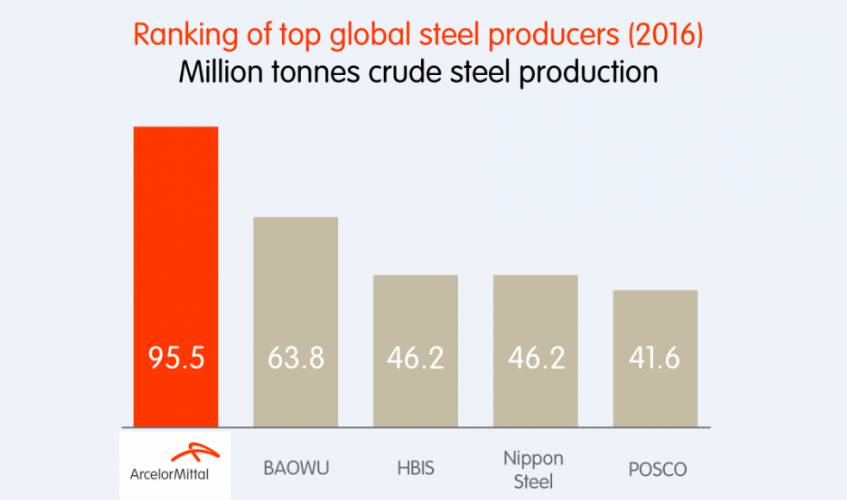 Ranking of top global steel producers (2016)
Million tonnes crude steel production
95.5
63.8
46.2
46.2
41.6
ArcelorMittal
BAOWU
HBIS
Nippon
Steel
POSCO